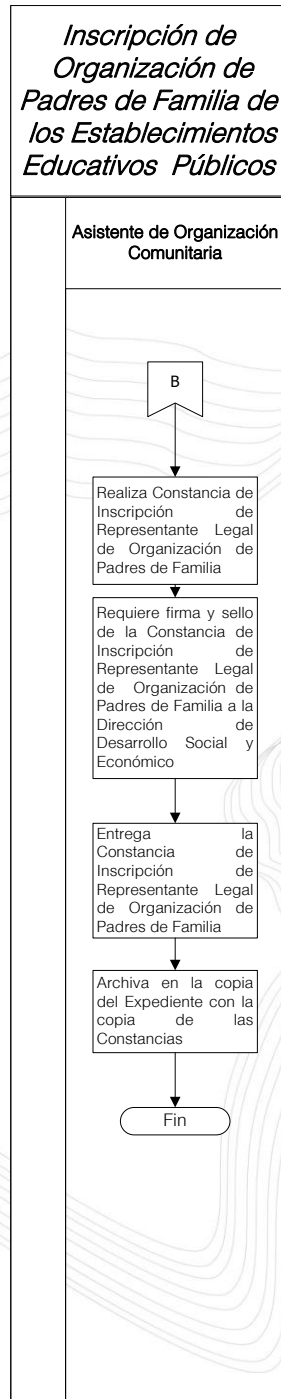 Inscripción de
Organización de
Padres de Familia de
los Establecimientos
Educativos Públicos
Asistente de Organización
Comunitaria
B
Realiza Constancia de
Inscripción de
Representante Legal
de Organización de
Padres de Familia
Requiere firma y sello
de la Constancia de
Inscripción de
Representante Legal
de Organización de
Padres de Familia a la
Dirección de
Desarrollo Social y
Económico
Entrega la
Constancia de
Inscripción de
Representante Legal
de Organización de
Padres de Familia
Archiva en la copia
del Expediente con la
copia de las
Constancias
Fin